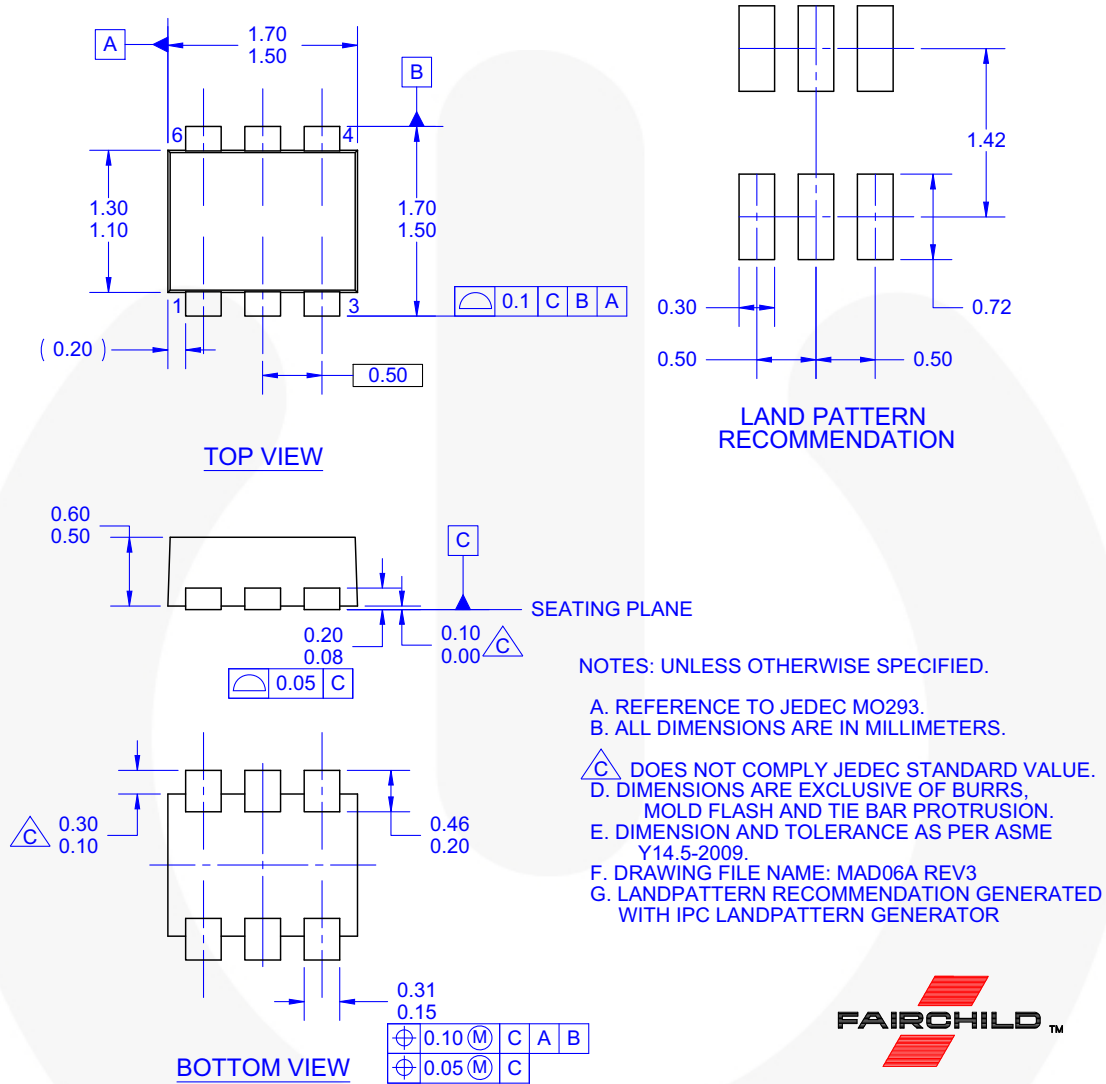 A
1.70
1.50
B
6
4
1.30
1.10
1.70
1.50
1
3
0.1 C B A
( 0.20 )
0.50
TOP VIEW
1.42
0.30
0.72
0.50
0.50
LAND PATTERN
RECOMMENDATION
0.60
0.50
C
SEATING PLANE
0.20
0.08
0.10
0.00 C
0.05 C
0.30
0.10
C
0.46
0.20
0.31
0.15
0.10 Ⓜ C A B
0.05 Ⓜ C
BOTTOM VIEW
NOTES: UNLESS OTHERWISE SPECIFIED.
A. REFERENCE TO JEDEC MO293.
B. ALL DIMENSIONS ARE IN MILLIMETERS.
C DOES NOT COMPLY JEDEC STANDARD VALUE.
D. DIMENSIONS ARE EXCLUSIVE OF BURRS,
MOLD FLASH AND TIE BAR PROTRUSION.
E. DIMENSION AND TOLERANCE AS PER ASME
Y14.5-2009.
F. DRAWING FILE NAME: MAD06A REV3
G. LANDPATTERN RECOMMENDATION GENERATED
WITH IPC LANDPATTERN GENERATOR
FAIRCHILD TM